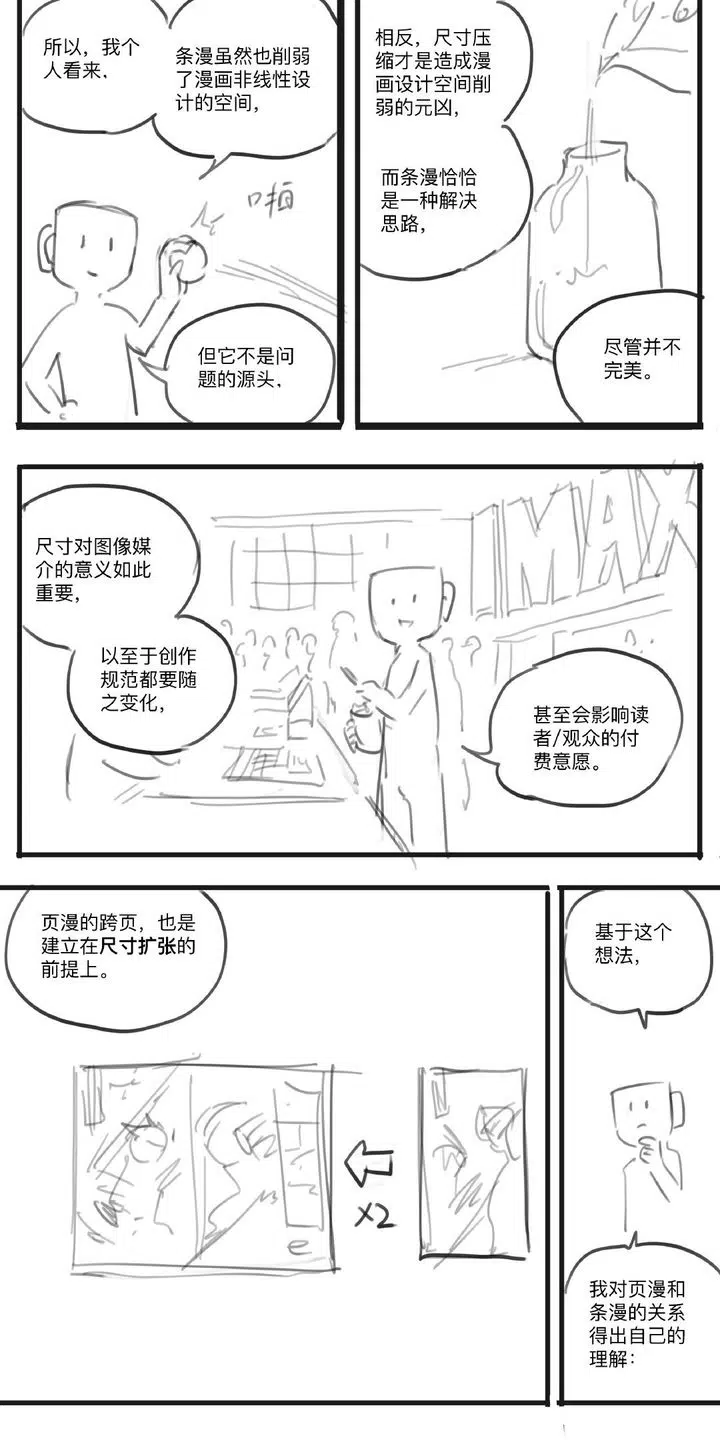 所以，我个
人看来，
条漫虽然也削弱
了漫画非线性设
计的空间，
啪
但它不是问
题的源头，
相反，尺寸压
缩才是造成漫
画设计空间削
弱的元凶，
而条漫恰恰
是一种解决
思路，
尽管并不
完美。
尺寸对图像媒
介的意义如此
重要，
以至于创作
规范都要随
之变化，
IMAX
甚至会影响读
者/观众的付
费意愿。
页漫的跨页，也是
建立在尺寸扩张的
前提上。
X2
e
基于这个
想法，
我对页漫和
条漫的关系
得出自己的
理解：